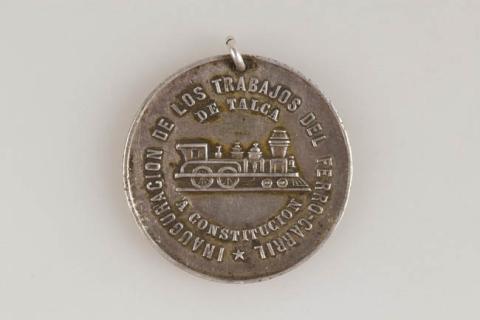 INAUGURACION DE LOS TRABAJOS DEL FERRO-CARRIL
DE TALCA
A CONSTITUCION